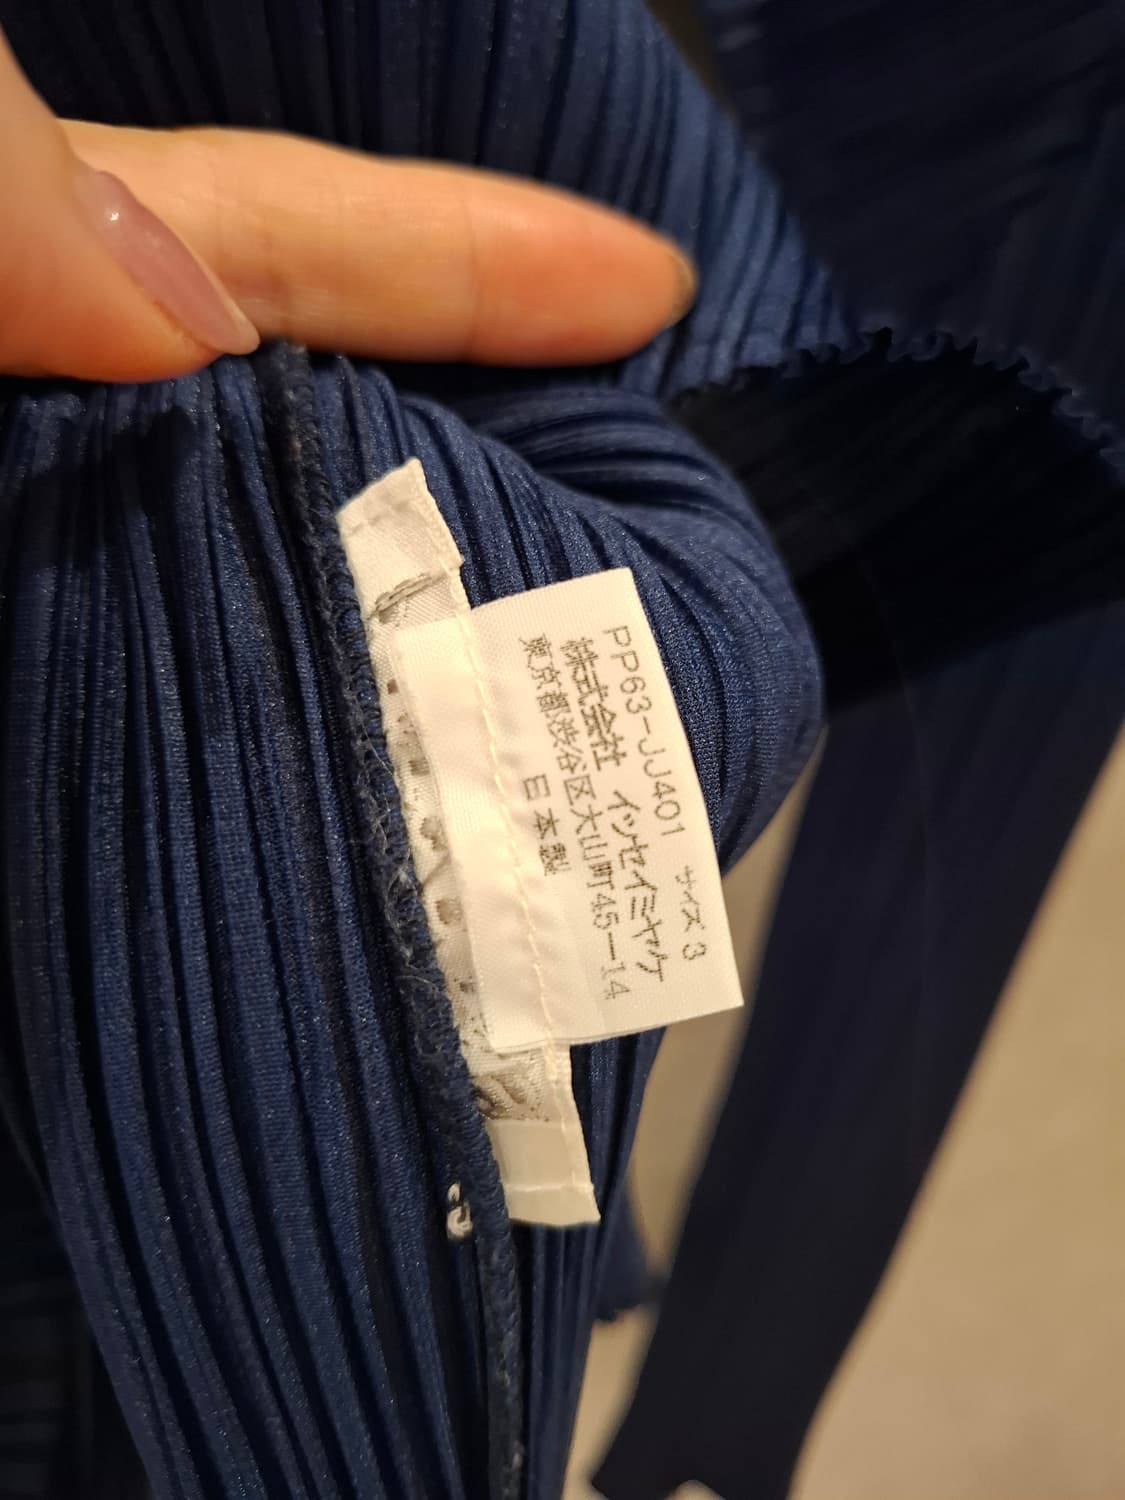 PP63-JJ401 サイズ 3
株式会社 イッセイミヤケ
東京都渋谷区大山町45-14
日本製